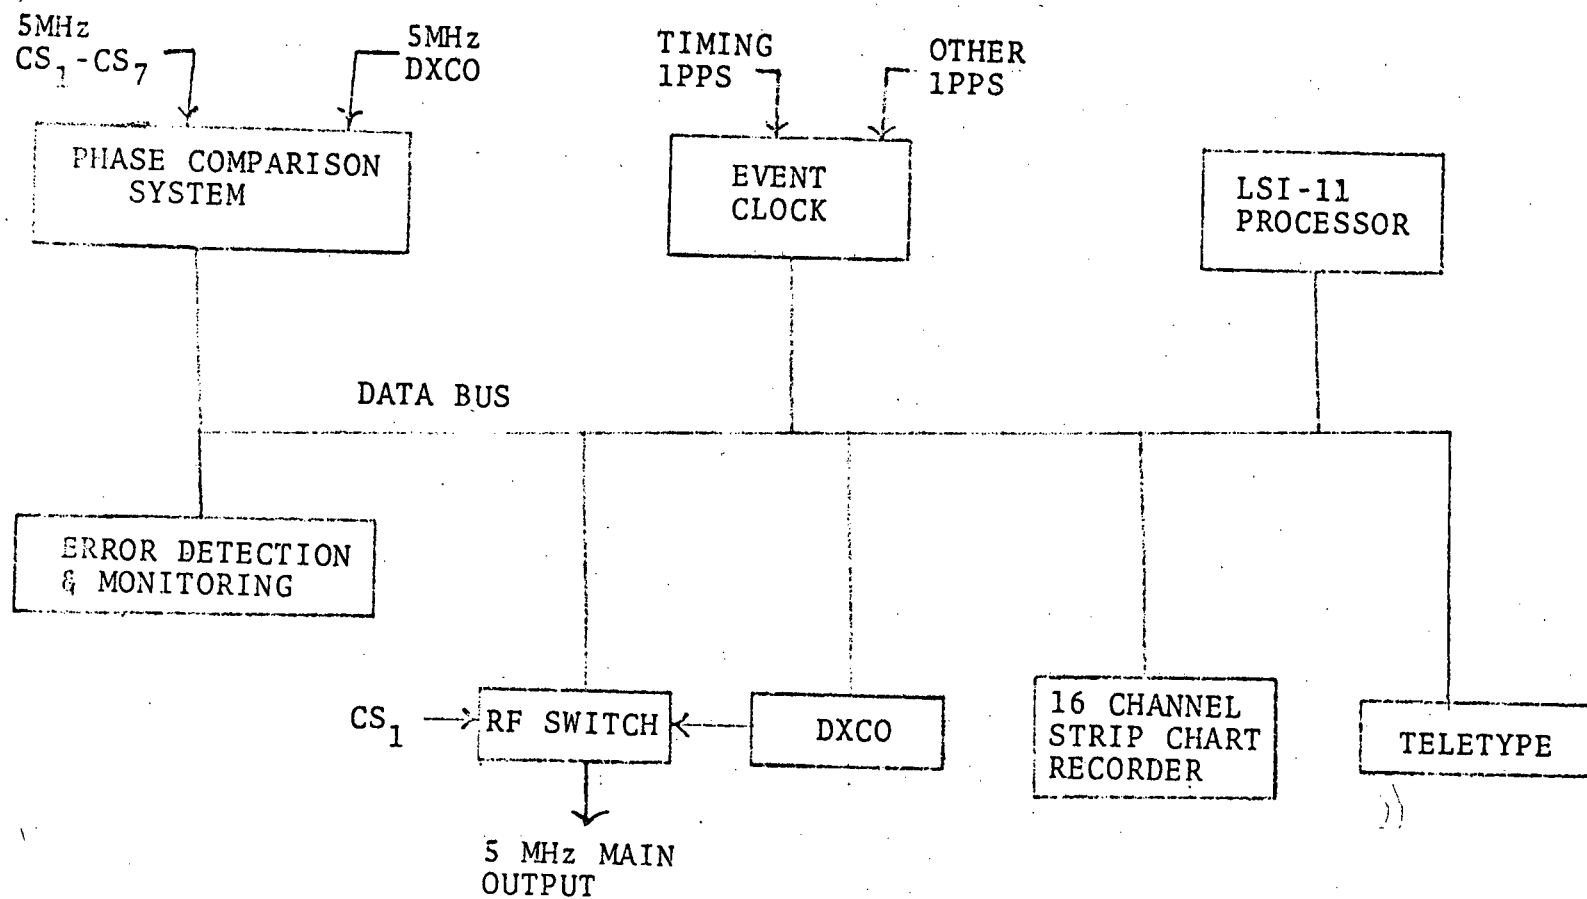 5MHz
CS₁-CS₇
5MHz
DXCO
TIMING
1PPS
OTHER
1PPS
PHASE COMPARISON
SYSTEM
EVENT
CLOCK
LSI-11
PROCESSOR
DATA BUS
ERROR DETECTION
& MONITORING
CS₁
RF SWITCH
DXCO
16 CHANNEL
STRIP CHART
RECORDER
TELETYPE
5 MHz MAIN
OUTPUT